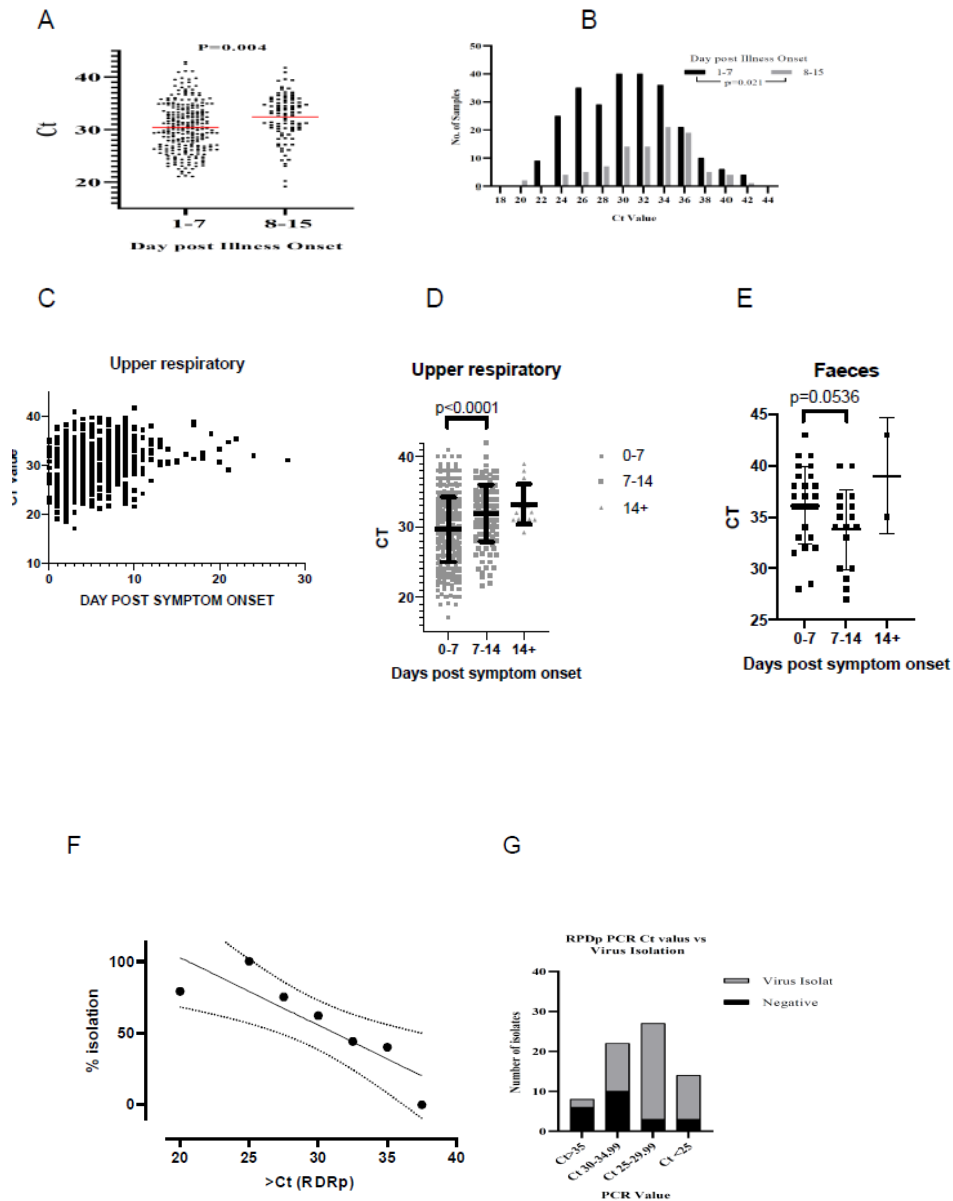 A
P=0.004
40
30
20
Ct
1-7
8-15
Day post Illness Onset
B
Day post Illness Onset
1-7
8-15
p=0.021
50
40
30
20
10
0
No. of Samples
18 20 22 24 26 28 30 32 34 36 38 40 42 44
Ct Value
C
Upper respiratory
40
30
20
10
CT Value
0 10 20 30
DAY POST SYMPTOM ONSET
D
Upper respiratory
p<0.0001
40
30
20
CT
0-7
7-14
14+
0-7 7-14 14+
Days post symptom onset
E
Faeces
p=0.0536
45
40
35
30
25
CT
0-7 7-14 14+
Days post symptom onset
F
100
50
0
% isolation
20 25 30 35 40
>Ct (RDRp)
G
RPDp PCR Ct valus vs
Virus Isolation
Virus Isolat
Negative
40
30
20
10
0
Number of isolates
Ct>35
Ct 30-34.99
Ct 25-29.99
Ct <25
PCR Value